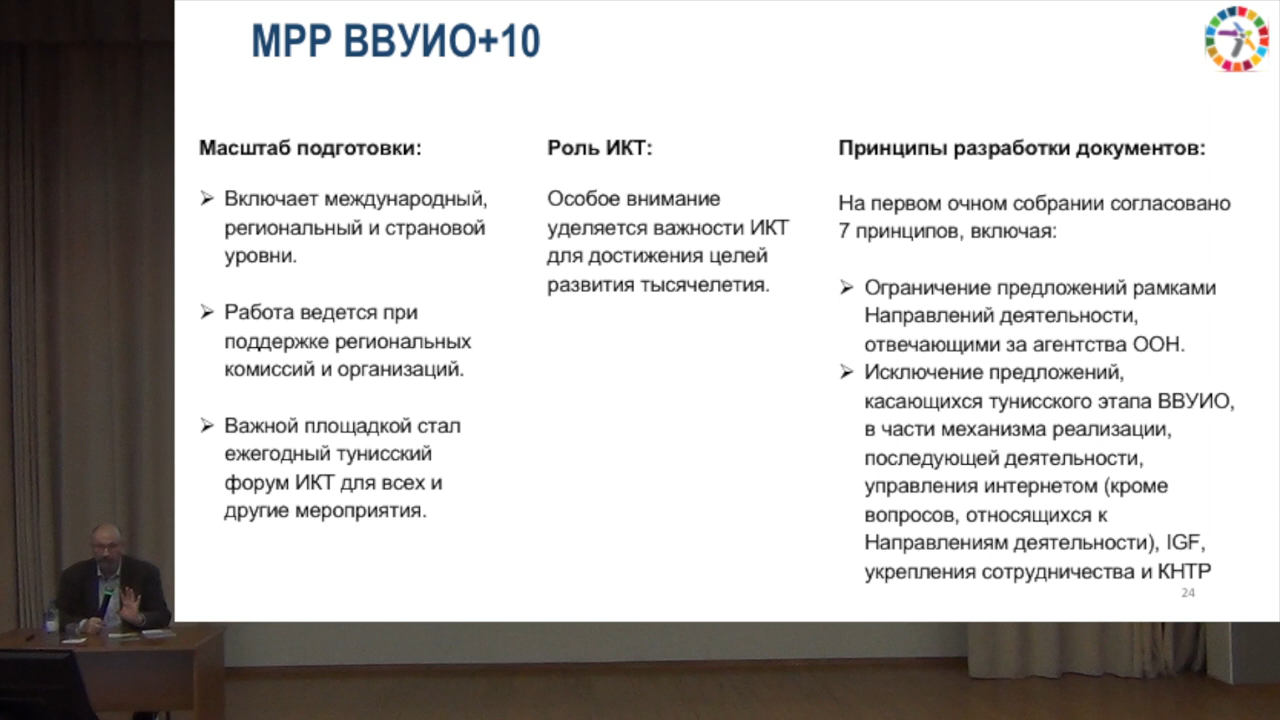 МРР ВВУИО+10
Масштаб подготовки:
Включает международный,
региональный и страновой
уровни.
Работа ведется при
поддержке региональных
комиссий и организаций.
Важной площадкой стал
ежегодный тунисский
форум ИКТ для всех и
другие мероприятия.
Роль ИКТ:
Особое внимание
уделяется важности ИКТ
для достижения целей
развития тысячелетия.
Принципы разработки документов:
На первом очном собрании согласовано
7 принципов, включая:
Ограничение предложений рамками
Направлений деятельности,
отвечающими за агентства ООН.
Исключение предложений,
касающихся тунисского этапа ВВУИО,
в части механизма реализации,
последующей деятельности,
управления интернетом (кроме
вопросов, относящихся к
Направлениям деятельности), IGF,
укрепления сотрудничества и КНТР
24